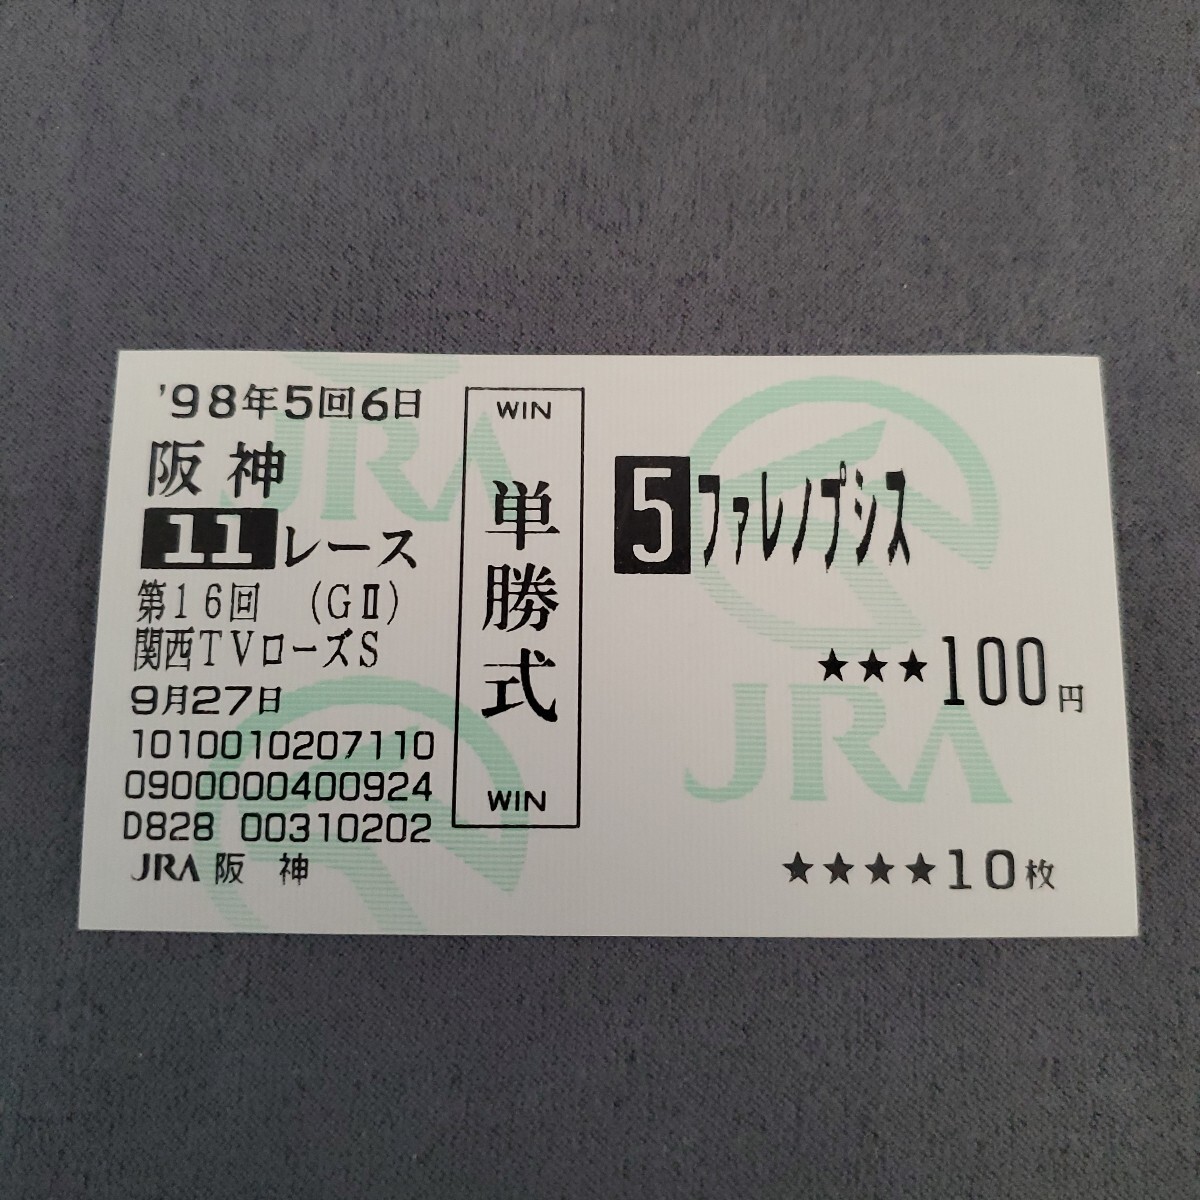 '98年5回6日
阪神
11レース
第16回 (GⅡ)
関西TVローズS
9月27日
1010010207110
0900000400924
D828 00310202
JRA 阪 神
WIN
単勝式
WIN
5 ファレノプシス
★★★100円
★★★★10枚
JRA
JRA